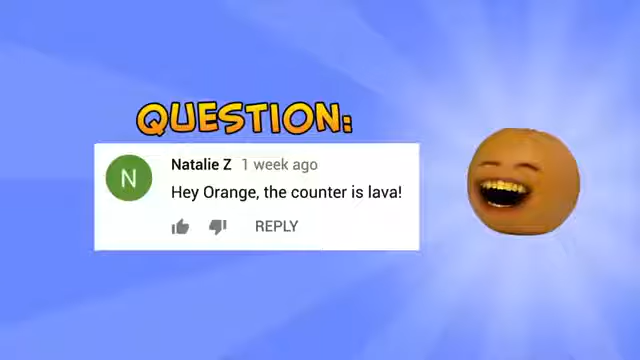 QUESTION:
N
Natalie Z 1 week ago
Hey Orange, the counter is lava!
REPLY